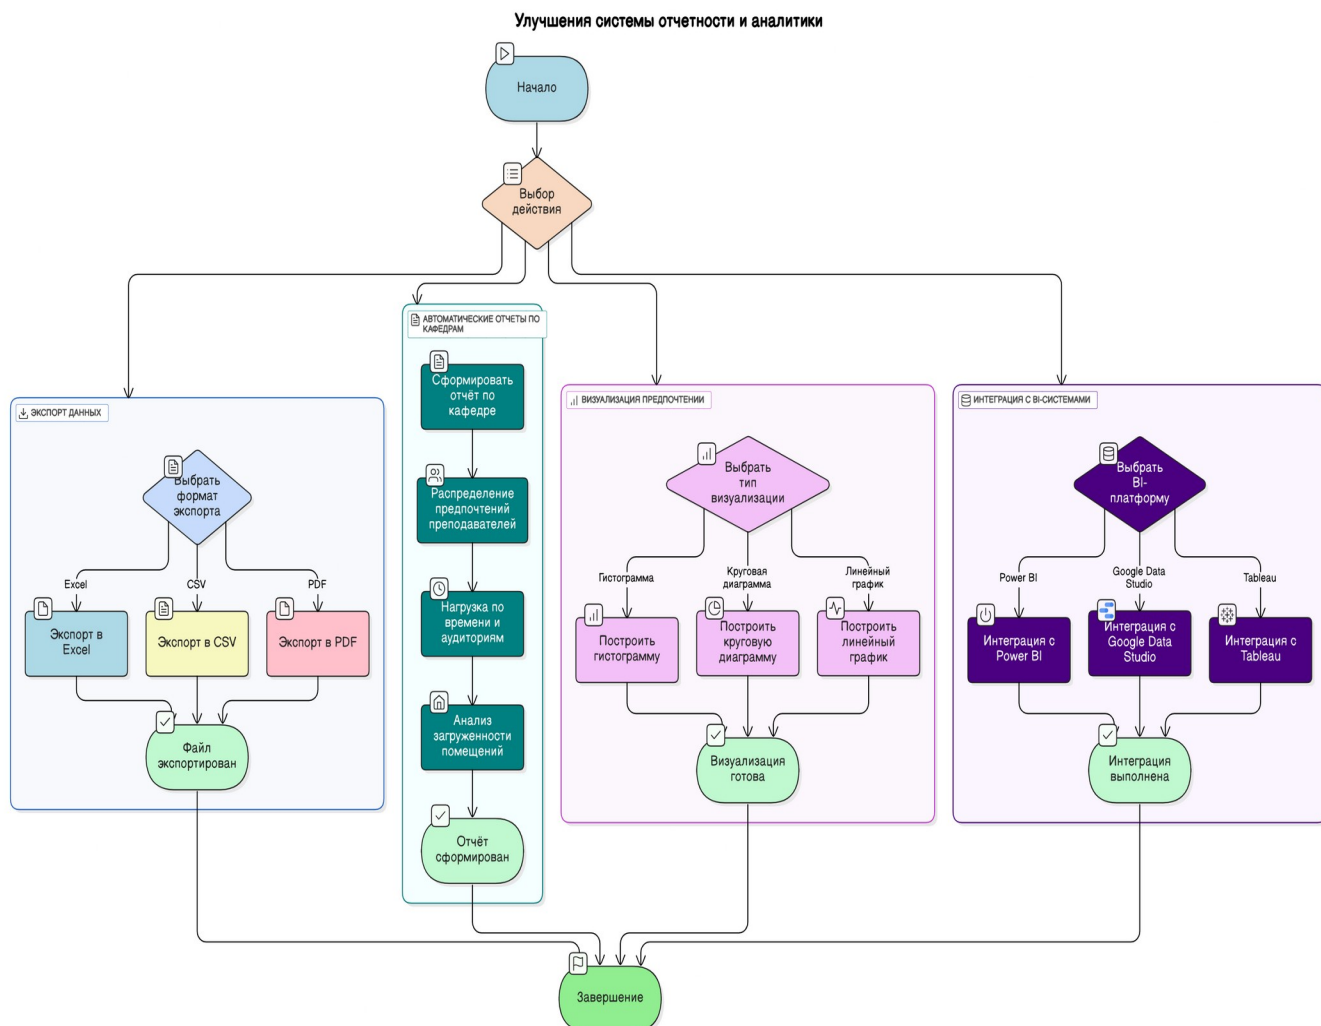 Улучшения системы отчетности и аналитики
Начало
Выбор
действия
ЭКСПОРТ ДАННЫХ
Выбрать
формат
экспорта
Excel
CSV
PDF
Экспорт в
Excel
Экспорт в CSV
Экспорт в PDF
Файл
экспортирован
АВТОМАТИЧЕСКИЕ ОТЧЕТЫ ПО
КАФЕДРАМ
Сформировать
отчёт по
кафедре
Распределение
предпочтений
преподавателей
Нагрузка по
времени и
аудиториям
Анализ
загруженности
помещений
Отчёт
сформирован
ВИЗУАЛИЗАЦИЯ ПРЕДПОЧТЕНИИ
Выбрать
тип
визуализации
Гистограмма
Круговая
диаграмма
Линейный
график
Построить
гистограмму
Построить
круговую
диаграмму
Построить
линейный
график
Визуализация
готова
ИНТЕГРАЦИЯ С BI-СИСТЕМАМИ
Выбрать
BI-
платформу
Power BI
Google Data
Studio
Tableau
Интеграция с
Power BI
Интеграция с
Google Data
Studio
Интеграция с
Tableau
Интеграция
выполнена
Завершение